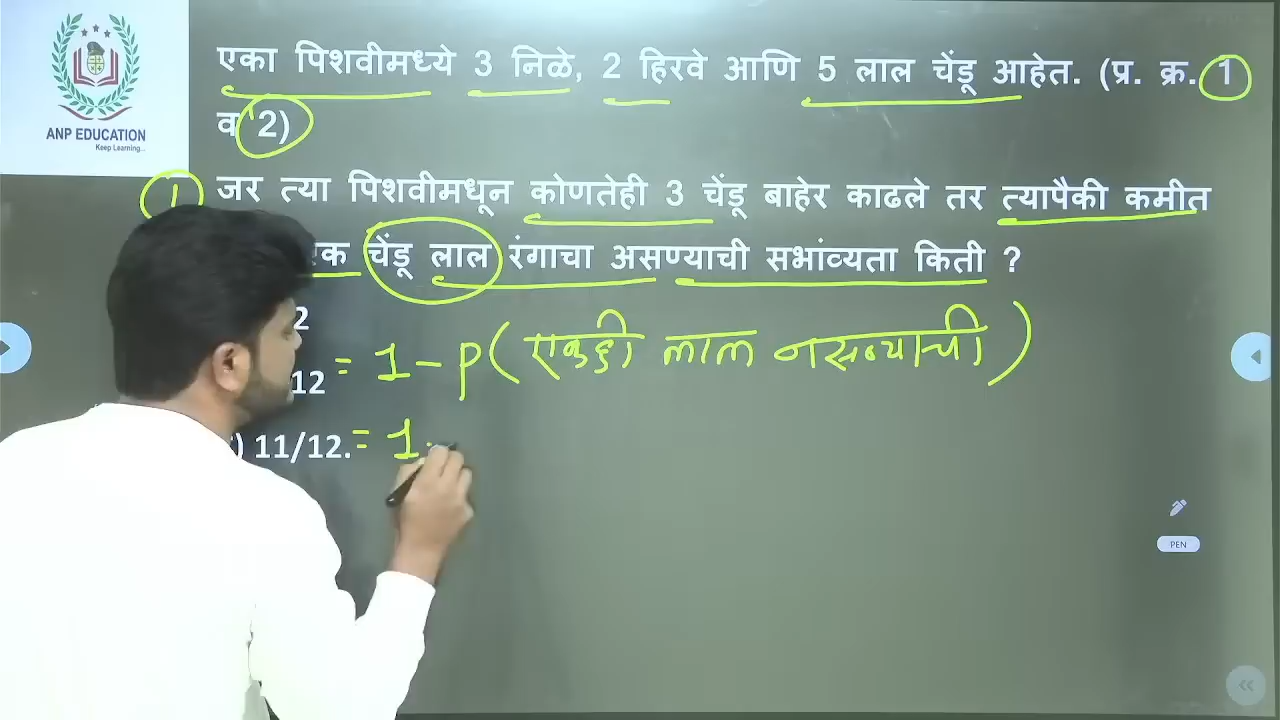 ANP EDUCATION
Keep Learning...
एका पिशवीमध्ये 3 निळे, 2 हिरवे आणि 5 लाल चेंडू आहेत. (प्र. क्र. 1
व 2)
1 जर त्या पिशवीमधून कोणतेही 3 चेंडू बाहेर काढले तर त्यापैकी कमीत
एक चेंडू लाल रंगाचा असण्याची सभांव्यता किती ?
2
12 = 1 - P(एकही लाल नसण्याची)
) 11/12. = 1 -
PEN